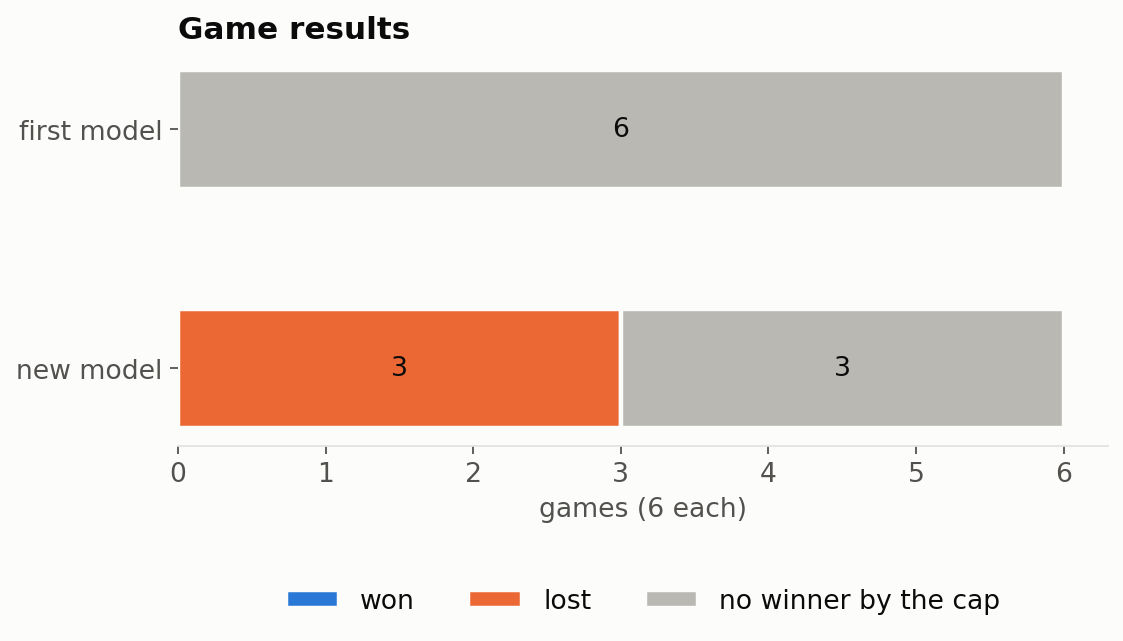 Game results
first model
6
new model
3 3
0 1 2 3 4 5 6
games (6 each)
won lost no winner by the cap